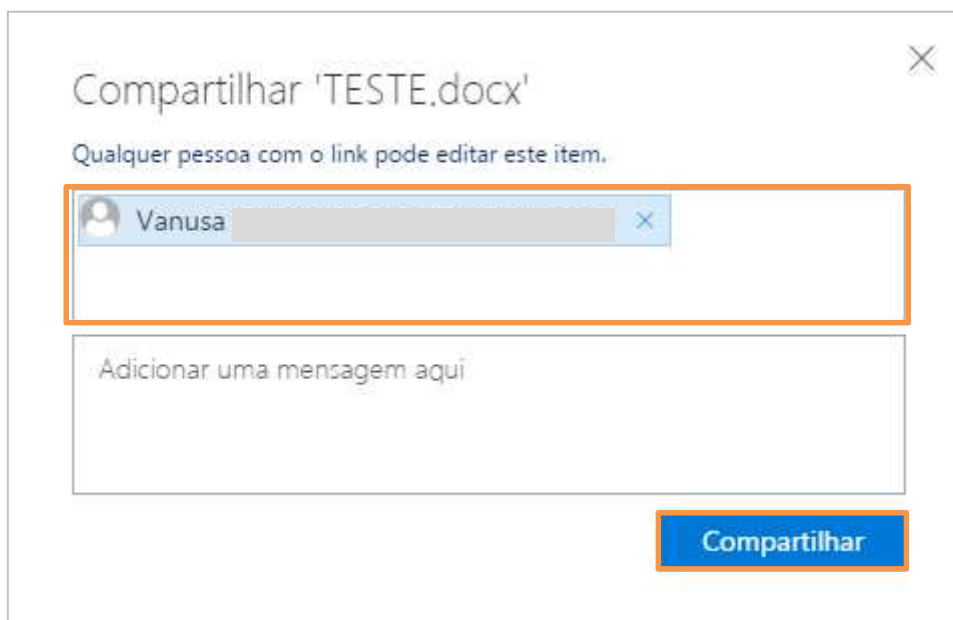 Compartilhar 'TESTE.docx'
Qualquer pessoa com o link pode editar este item.
Vanusa
Adicionar uma mensagem aqui
Compartilhar